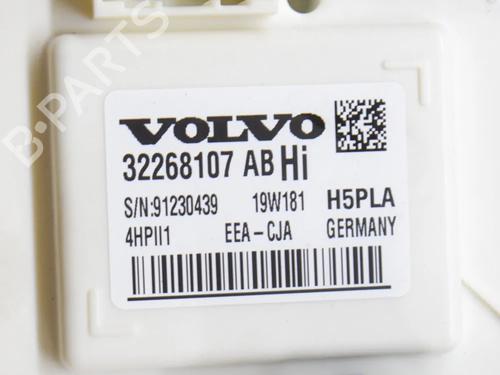 B-PARTS
VOLVO
32268107 AB Hi
S/N:91230439 19W181 H5PLA
4HPII1 EEA-CJA GERMANY